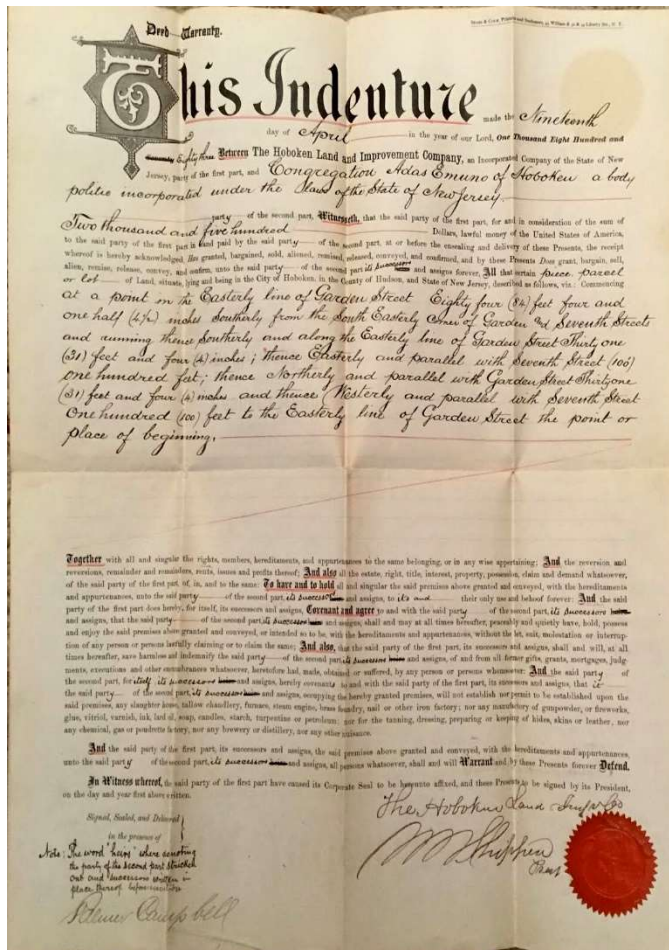 Deed—Warranty.
This Indenture made the Nineteenth
day of April in the year of our Lord, One Thousand Eight Hundred and
Eighty three Between The Hoboken Land and Improvement Company, an Incorporated Company of the State of New
Jersey, party of the first part, and Congregation Adas Emuno of Hoboken a body
politic incorporated under the Laws of the State of New Jersey
party of the second part, Witnesseth, that the said party of the first part, for and in consideration of the sum of
Two thousand and five hundred Dollars, lawful money of the United States of America,
to the said party of the first part in hand paid by the said party of the second part, at or before the ensealing and delivery of these Presents, the receipt
whereof is hereby acknowledged, Has granted, bargained, sold, aliened, remised, released, conveyed, and confirmed, and by these Presents Does grant, bargain, sell,
alien, remise, release, convey, and confirm, unto the said party of the second part its successors and assigns forever, All that certain piece parcel
or lot of Land, situate, lying and being in the City of Hoboken, in the County of Hudson, and State of New Jersey, described as follows, viz: Commencing
at a point on the Easterly line of Garden Street Eighty four (84) feet four and
one half (4½) inches Southerly from the South Easterly corner of Garden and Seventh Streets
and running thence Southerly and along the Easterly line of Garden Street Thirty one
(31) feet and four (4) inches; thence Easterly and parallel with Seventh Street (100)
one hundred feet; thence Northerly and parallel with Garden Street Thirty one
(31) feet and four (4) inches and thence Westerly and parallel with Seventh Street
One hundred (100) feet to the Easterly line of Garden Street the point or
place of beginning.
Together with all and singular the rights, members, hereditaments, and appurtenances to the same belonging, or in any wise appertaining; And the reversion and
reversions, remainder and remainders, rents, issues and profits thereof; And also all the estate, right, title, interest, property, possession, claim and demand whatsoever,
of the said party of the first part, of, in, and to the same: To have and to hold all and singular the said premises above granted and conveyed, with the hereditaments
and appurtenances, unto the said party of the second part, its successors and assigns, to its and their only use and behoof forever: And the said
party of the first part does hereby, for itself, its successors and assigns, Covenant and agree to and with the said party of the second part, its successors
and assigns, that the said party of the second part its successors and assigns, shall and may at all times hereafter, peaceably and quietly have, hold, possess
and enjoy the said premises above granted and conveyed, or intended so to be, with the hereditaments and appurtenances, without the let, suit, molestation or interrup-
tion of any person or persons lawfully claiming or to claim the same; And also, that the said party of the first part, its successors and assigns, shall and will, at all
times hereafter, save harmless and indemnify the said party of the second part its successors and assigns, of and from all former gifts, grants, mortgages, judg-
ments, executions and other encumbrances whatsoever, heretofore had, made, obtained or suffered, by any person or persons whomsoever: And the said party of
the second part, for itself its successors and assigns, hereby covenants to and with the said party of the first part, its successors and assigns, that it
the said party of the second part, its successors and assigns, occupying the hereby granted premises, will not establish nor permit to be established upon the
said premises, any slaughter house, tallow chandlery, furnace, steam engine, brass foundry, nail or other iron factory; nor any manufactory of gunpowder, or fireworks,
glue, vitriol, varnish, ink, lard oil, soap, candles, starch, turpentine or petroleum; nor for the tanning, dressing, preparing or keeping of hides, skins or leather, nor
any chemical, gas or poudrette factory, nor any brewery or distillery, nor any other nuisance.
And the said party of the first part, its successors and assigns, the said premises above granted and conveyed, with the hereditaments and appurtenances,
unto the said party of the second part, its successors and assigns, all persons whatsoever, shall and will Warrant and by these Presents forever Defend.
In Witness whereof, the said party of the first part have caused its Corporate Seal to be hereunto affixed, and these Presents to be signed by its President,
on the day and year first above written.
Signed, Sealed, and Delivered
in the presence of
Note: The word "heirs" where denoting
the party of the second part stricken
out and successors written in
place thereof before execution
Palmer Campbell
The Hoboken Land Imp Co
Shippen
Prest